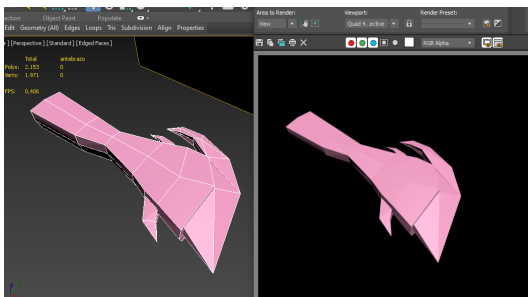 ection Object Paint Populate
Edit Geometry (All) Edges Loops Tris Subdivision Align Properties
] [Perspective ] [Standard ] [Edged Faces ]
Total antebrazo
Polys: 2.153 0
Verts: 1.971 0
FPS: 0,406
Area to Render: Viewport: Render Preset:
View Quad 4...ective
RGB Alpha